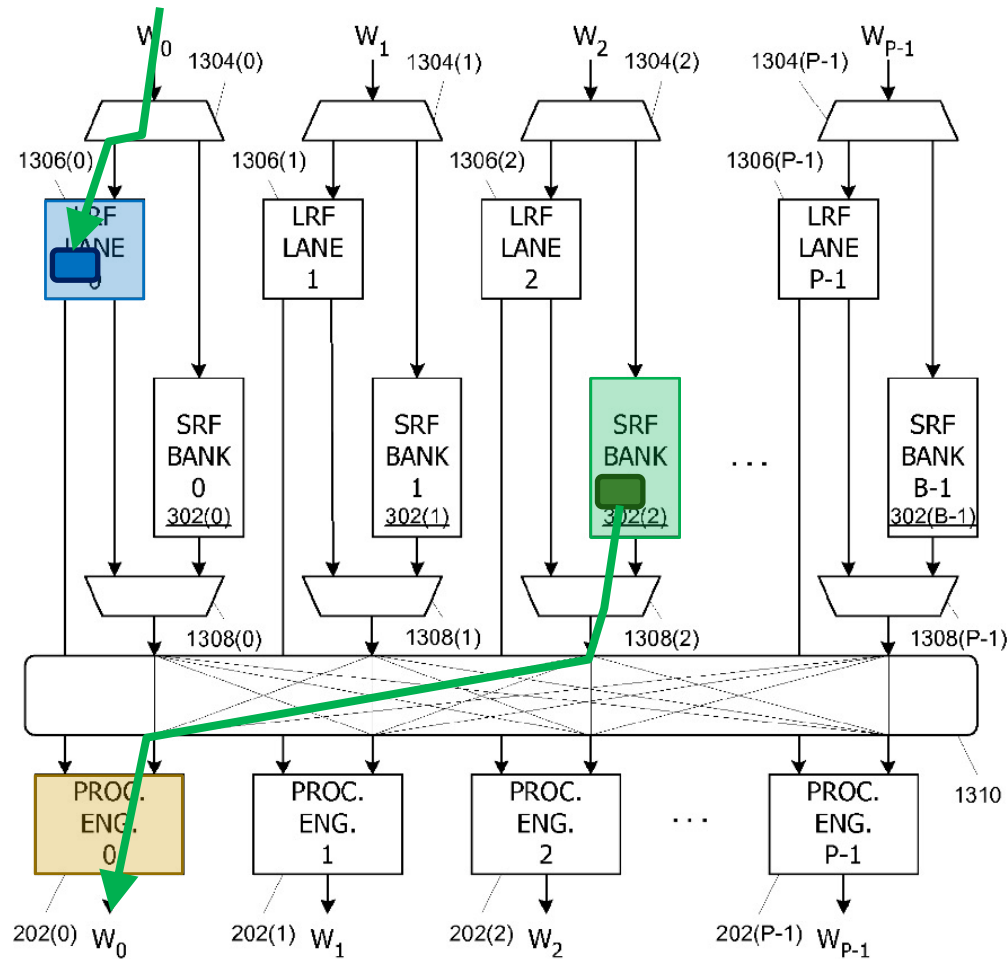 W0 W1 W2 WP-1
1304(0) 1304(1) 1304(2) 1304(P-1)
1306(0) 1306(1) 1306(2) 1306(P-1)
LRF LANE 0
LRF LANE 1
LRF LANE 2
LRF LANE P-1
SRF BANK 0 302(0)
SRF BANK 1 302(1)
SRF BANK 302(2)
...
SRF BANK B-1 302(B-1)
1308(0) 1308(1) 1308(2) 1308(P-1)
1310
PROC. ENG. 0
PROC. ENG. 1
PROC. ENG. 2
...
PROC. ENG. P-1
202(0) W0 202(1) W1 202(2) W2 202(P-1) WP-1